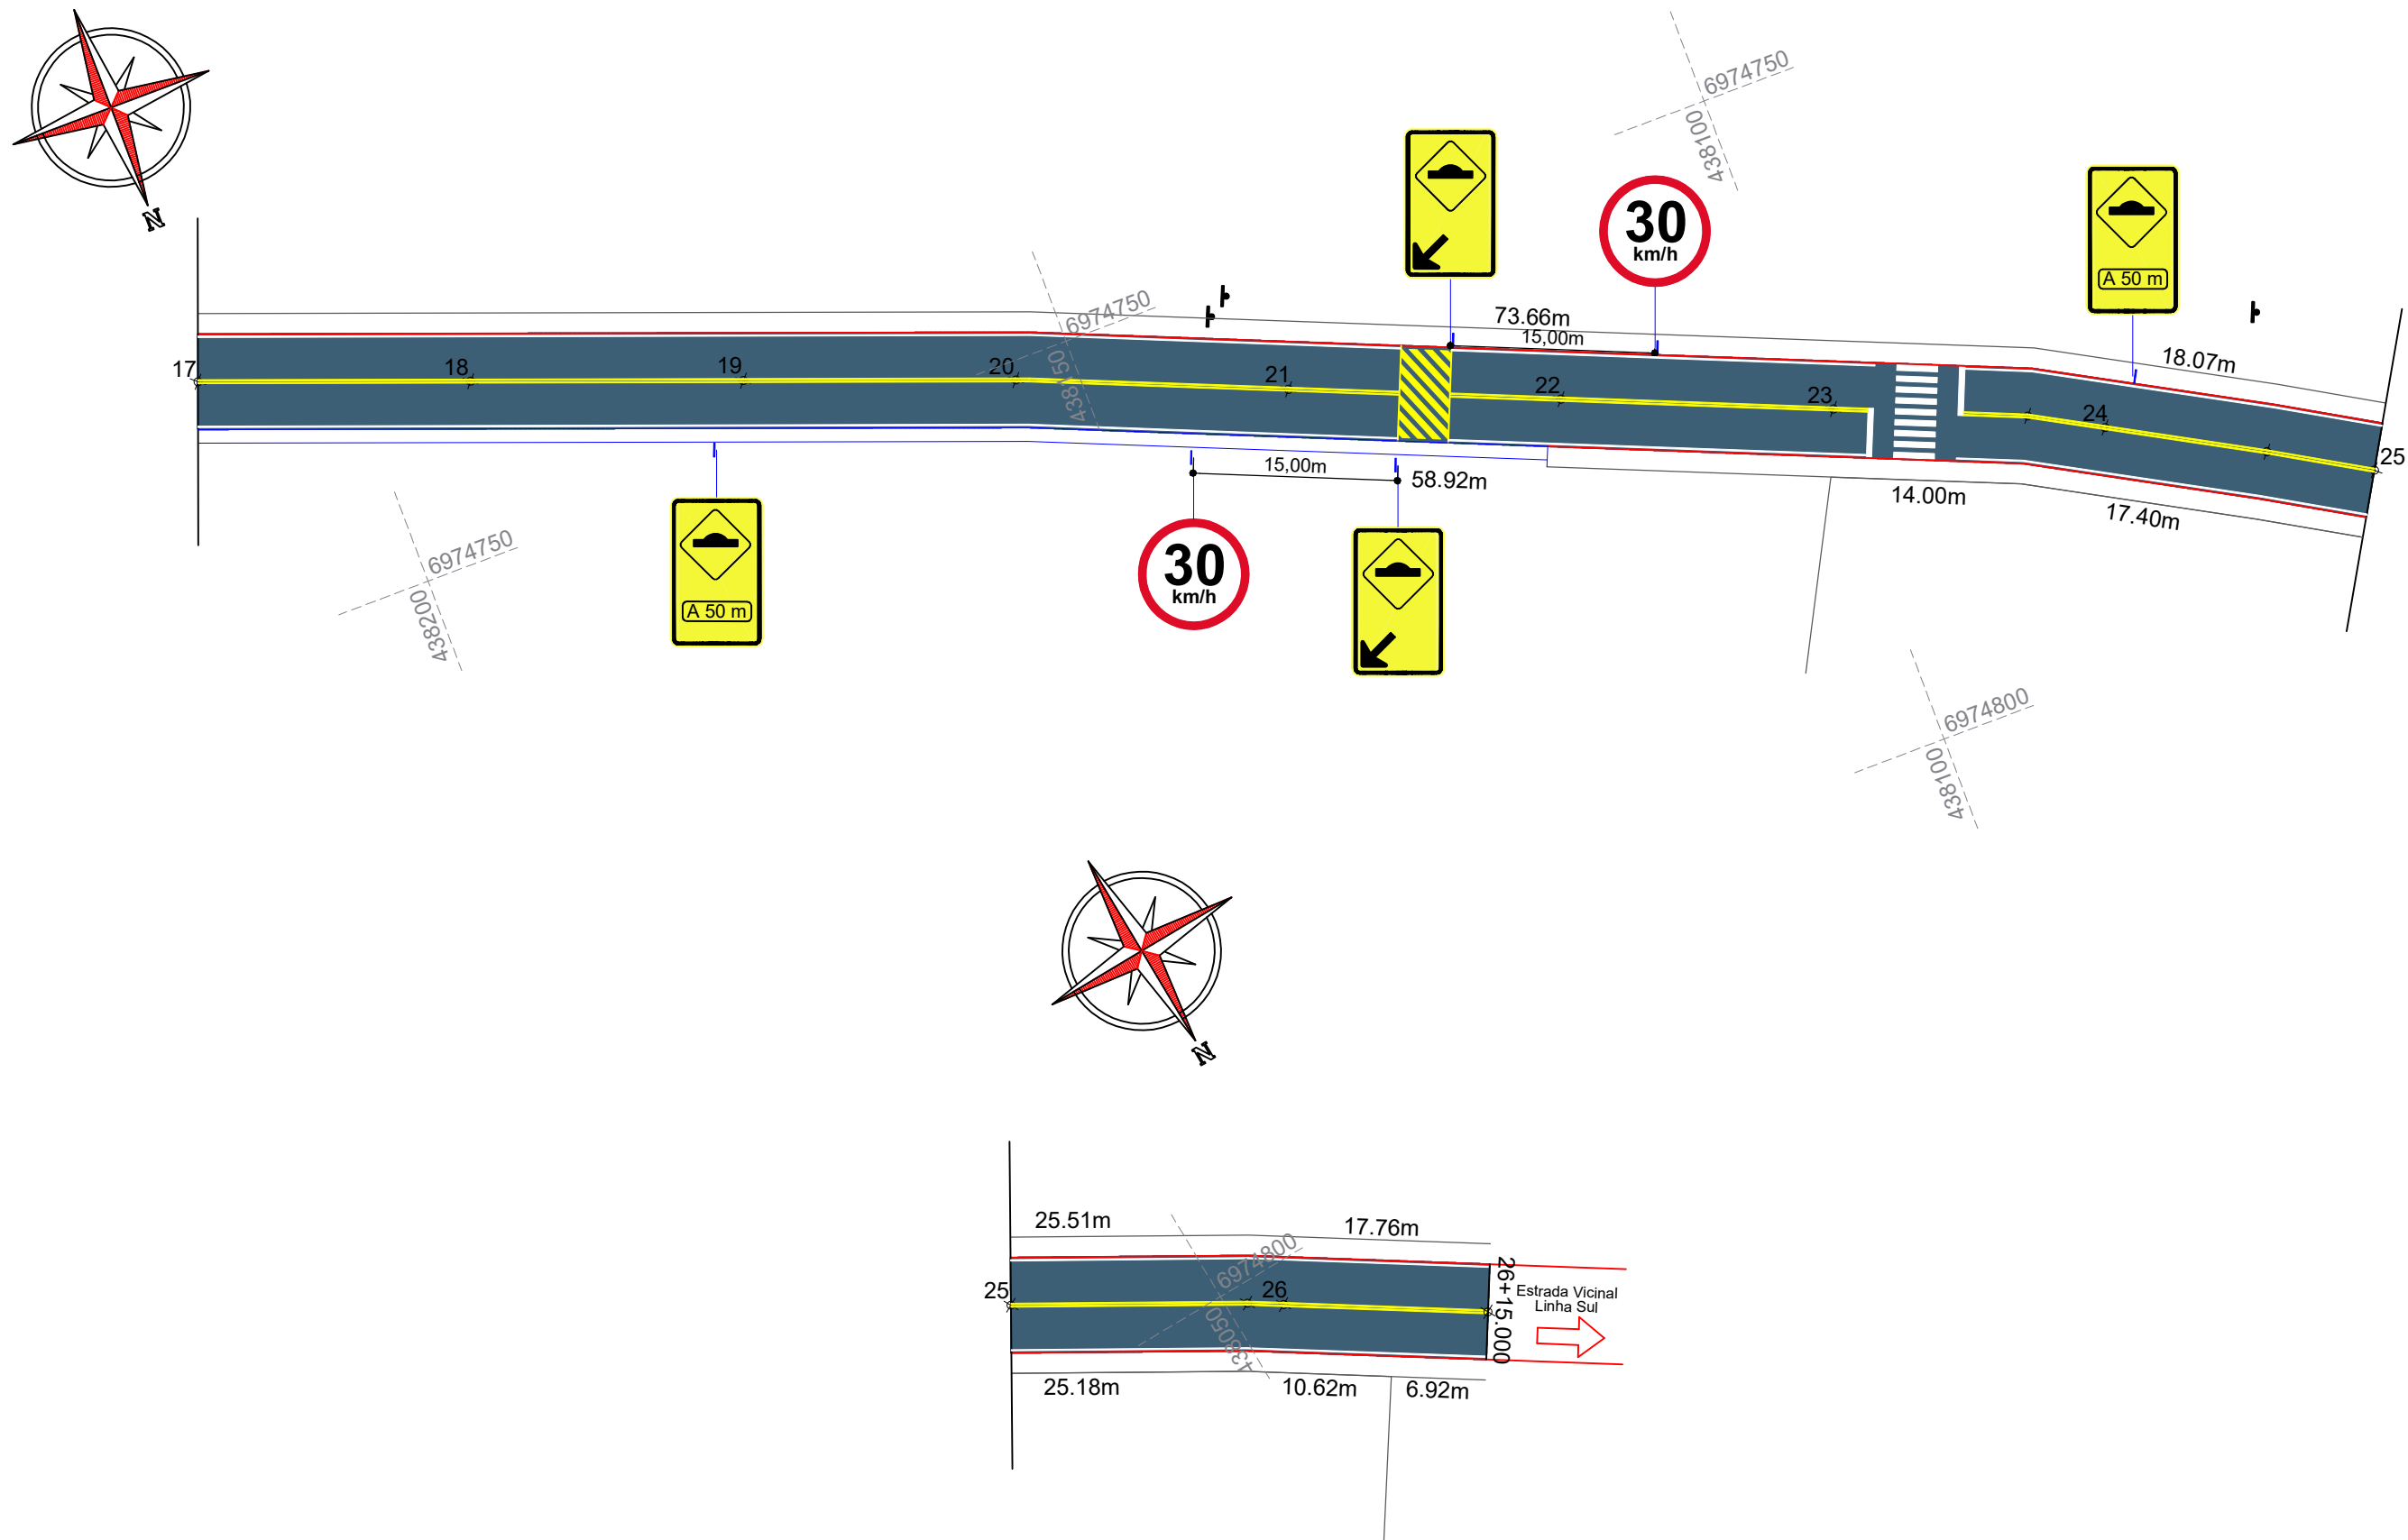 N
6974750
438100
30
km/h
A 50 m
6974750
438150
73.66m
15,00m
18.07m
17
18
19
20
21
22
23
24
25
15,00m
58.92m
14.00m
17.40m
6974750
438200
A 50 m
30
km/h
6974800
438100
N
25.51m
17.76m
6974800
438050
25
26
26+15.000
Estrada Vicinal
Linha Sul
25.18m
10.62m
6.92m